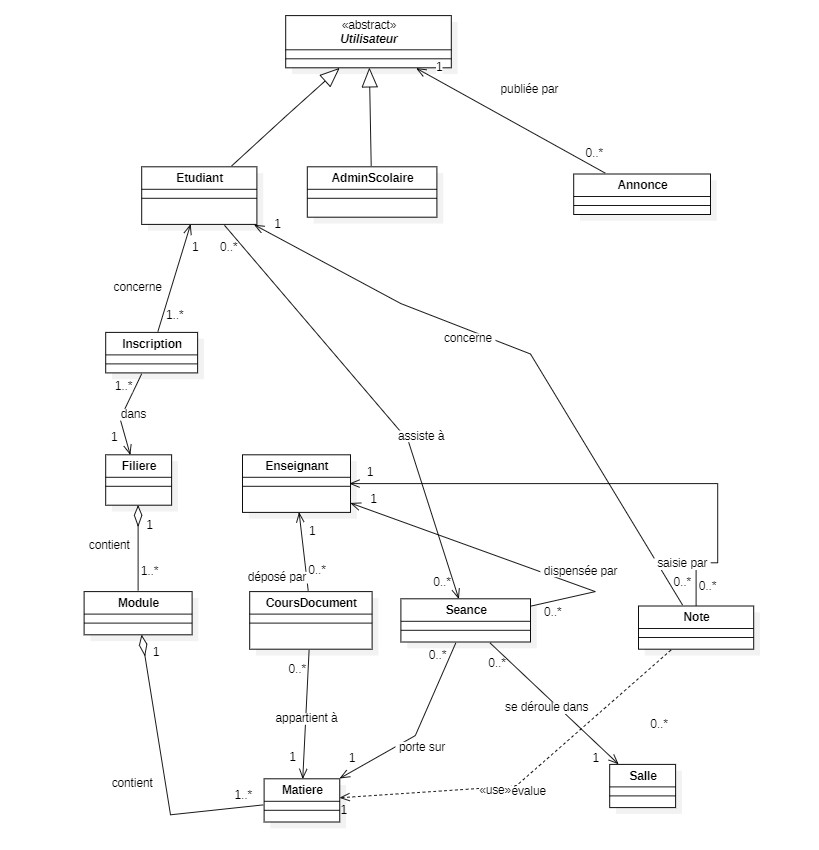 «abstract»
Utilisateur
1
publiée par
0..*
Etudiant
AdminScolaire
Annonce
1
0..*
1
concerne
1..*
concerne
Inscription
1..*
dans
1
assiste à
Filiere
Enseignant
1
1
1
contient
1..*
1
déposé par
0..*
0..*
dispensée par
saisie par
0..*
0..*
Module
CoursDocument
Seance
0..*
Note
1
0..*
0..*
0..*
se déroule dans
appartient à
0..*
porte sur
1
1
1
contient
1..*
Matiere
1
«use»
évalue
Salle